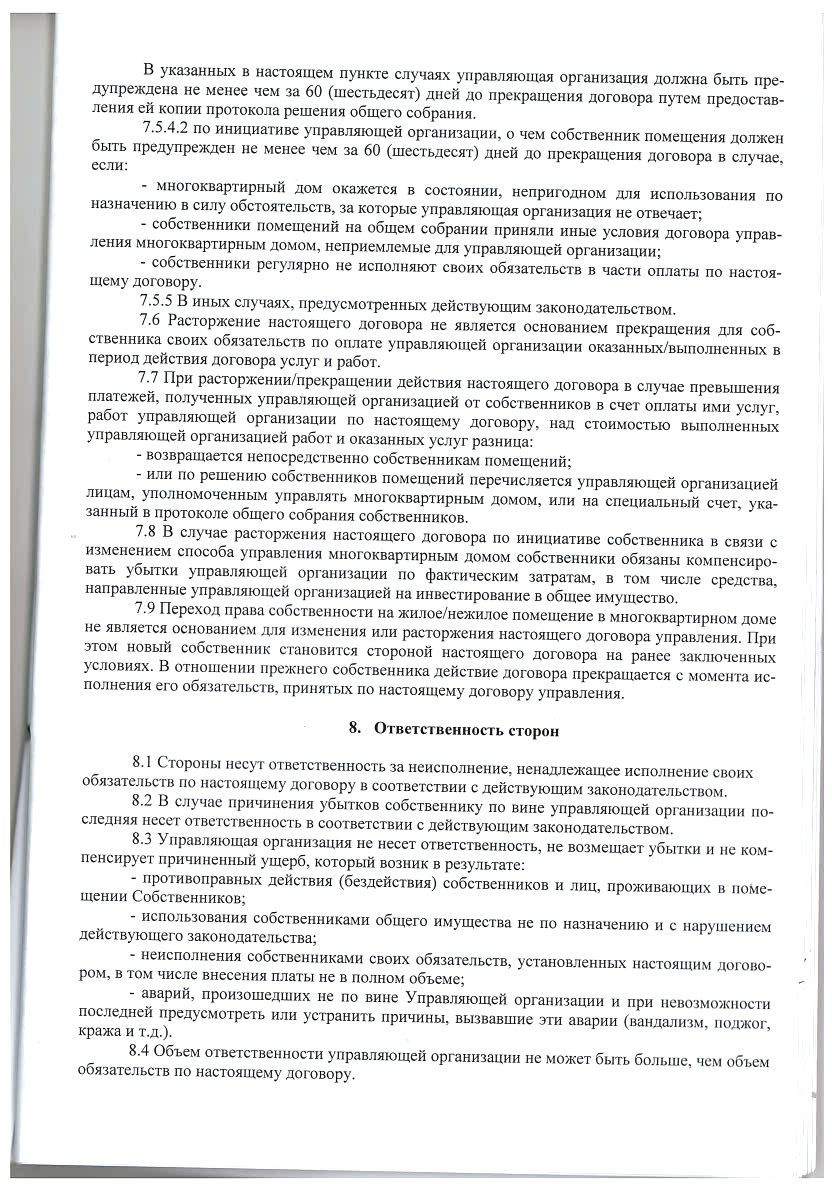 В указанных в настоящем пункте случаях управляющая организация должна быть пре-
дупреждена не менее чем за 60 (шестьдесят) дней до прекращения договора путем предостав-
ления ей копии протокола решения общего собрания.
7.5.4.2 по инициативе управляющей организации, о чем собственник помещения должен
быть предупрежден не менее чем за 60 (шестьдесят) дней до прекращения договора в случае,
если:
- многоквартирный дом окажется в состоянии, непригодном для использования по
назначению в силу обстоятельств, за которые управляющая организация не отвечает;
- собственники помещений на общем собрании приняли иные условия договора управ-
ления многоквартирным домом, неприемлемые для управляющей организации;
- собственники регулярно не исполняют своих обязательств в части оплаты по настоя-
щему договору.
7.5.5 В иных случаях, предусмотренных действующим законодательством.
7.6 Расторжение настоящего договора не является основанием прекращения для соб-
ственника своих обязательств по оплате управляющей организации оказанных/выполненных в
период действия договора услуг и работ.
7.7 При расторжении/прекращении действия настоящего договора в случае превышения
платежей, полученных управляющей организацией от собственников в счет оплаты ими услуг,
работ управляющей организации по настоящему договору, над стоимостью выполненных
управляющей организацией работ и оказанных услуг разница:
- возвращается непосредственно собственникам помещений;
- или по решению собственников помещений перечисляется управляющей организацией
лицам, уполномоченным управлять многоквартирным домом, или на специальный счет, ука-
занный в протоколе общего собрания собственников.
7.8 В случае расторжения настоящего договора по инициативе собственника в связи с
изменением способа управления многоквартирным домом собственники обязаны компенсиро-
вать убытки управляющей организации по фактическим затратам, в том числе средства,
направленные управляющей организацией на инвестирование в общее имущество.
7.9 Переход права собственности на жилое/нежилое помещение в многоквартирном доме
не является основанием для изменения или расторжения настоящего договора управления. При
этом новый собственник становится стороной настоящего договора на ранее заключенных
условиях. В отношении прежнего собственника действие договора прекращается с момента ис-
полнения его обязательств, принятых по настоящему договору управления.
8. Ответственность сторон
8.1 Стороны несут ответственность за неисполнение, ненадлежащее исполнение своих
обязательств по настоящему договору в соответствии с действующим законодательством.
8.2 В случае причинения убытков собственнику по вине управляющей организации по-
следняя несет ответственность в соответствии с действующим законодательством.
8.3 Управляющая организация не несет ответственность, не возмещает убытки и не ком-
пенсирует причиненный ущерб, который возник в результате:
- противоправных действия (бездействия) собственников и лиц, проживающих в поме-
щении Собственников;
- использования собственниками общего имущества не по назначению и с нарушением
действующего законодательства;
- неисполнения собственниками своих обязательств, установленных настоящим догово-
ром, в том числе внесения платы не в полном объеме;
- аварий, произошедших не по вине Управляющей организации и при невозможности
последней предусмотреть или устранить причины, вызвавшие эти аварии (вандализм, поджог,
кража и т.д.).
8.4 Объем ответственности управляющей организации не может быть больше, чем объем
обязательств по настоящему договору.